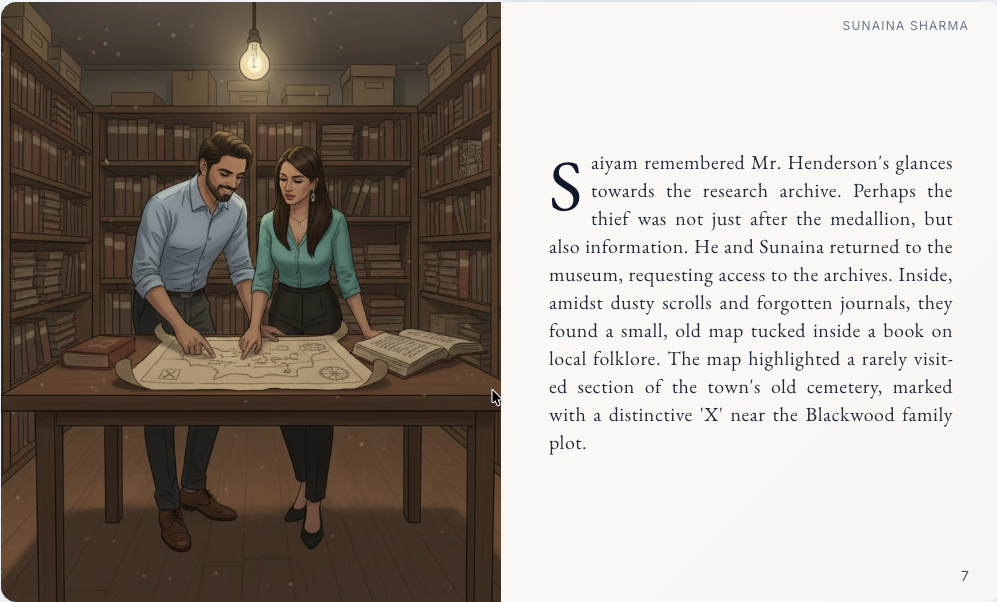 SUNAINA SHARMA
Saiyam remembered Mr. Henderson's glances
towards the research archive. Perhaps the
thief was not just after the medallion, but
also information. He and Sunaina returned to the
museum, requesting access to the archives. Inside,
amidst dusty scrolls and forgotten journals, they
found a small, old map tucked inside a book on
local folklore. The map highlighted a rarely visit-
ed section of the town's old cemetery, marked
with a distinctive 'X' near the Blackwood family
plot.
7